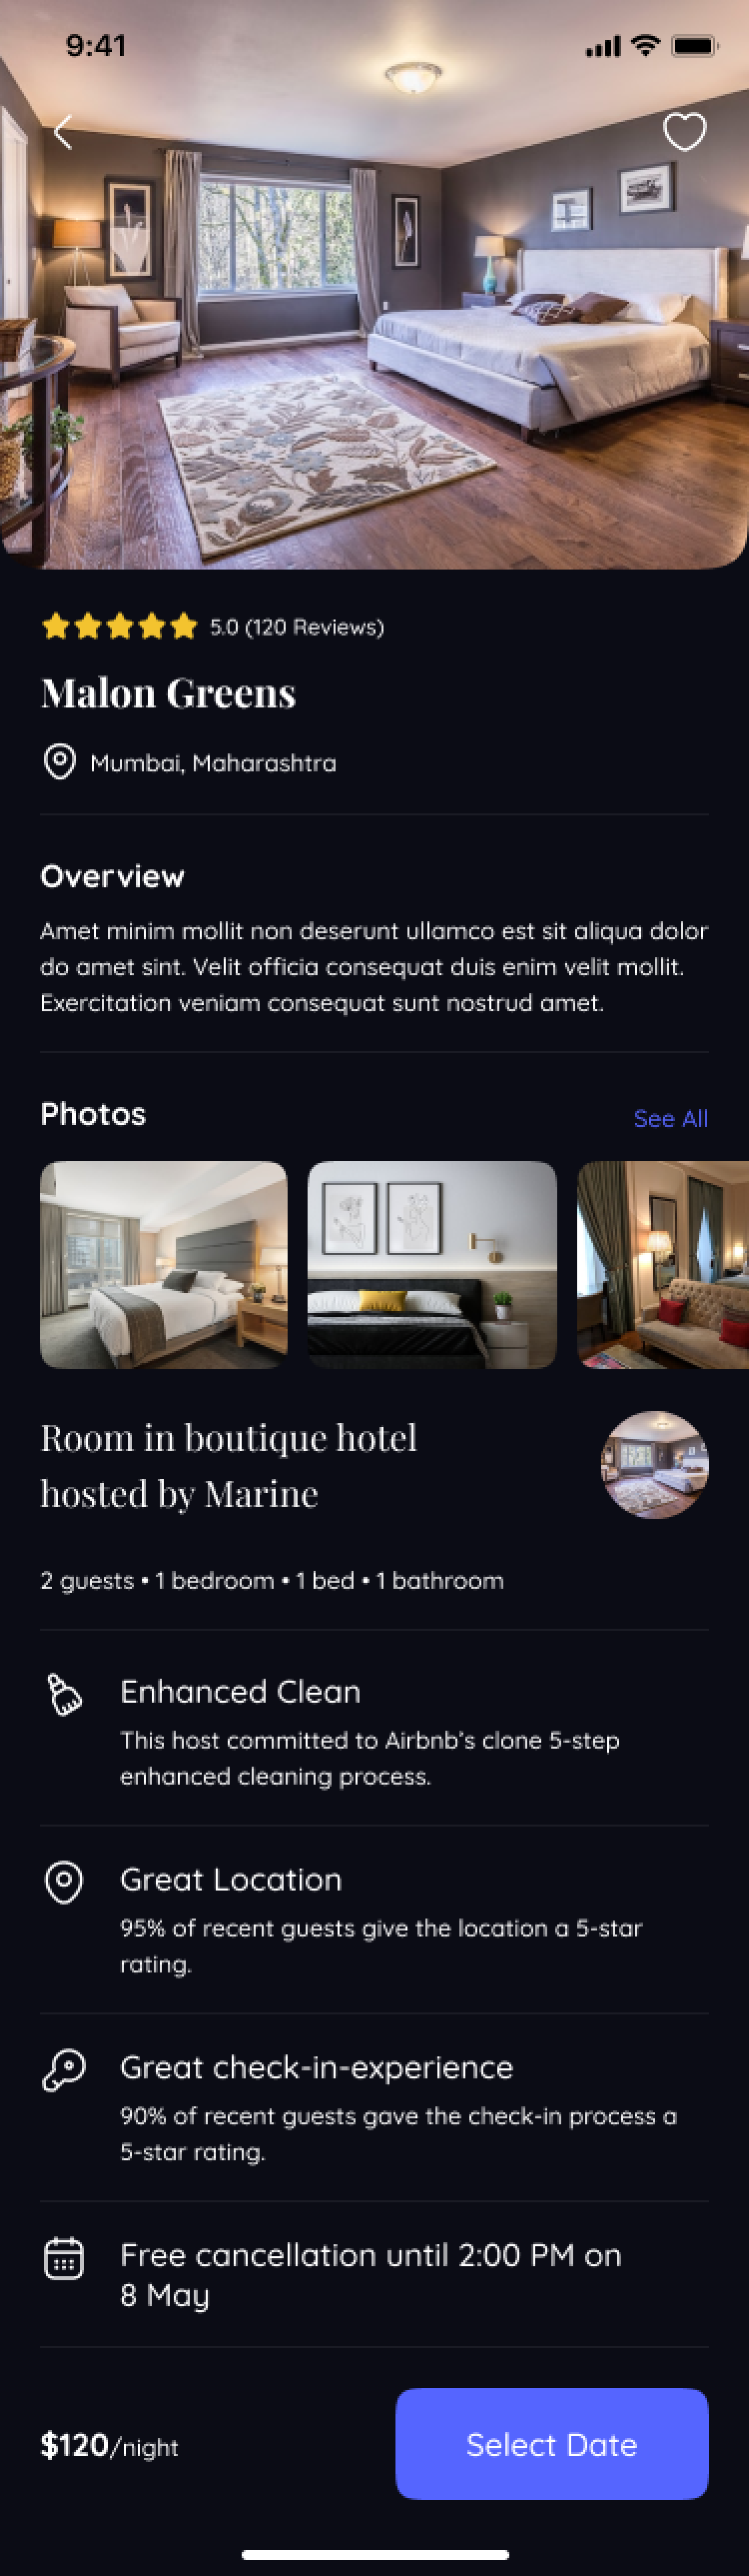 9:41
5.0 (120 Reviews)
Malon Greens
Mumbai, Maharashtra
Overview
Amet minim mollit non deserunt ullamco est sit aliqua dolor
do amet sint. Velit officia consequat duis enim velit mollit.
Exercitation veniam consequat sunt nostrud amet.
Photos
See All
Room in boutique hotel
hosted by Marine
2 guests • 1 bedroom • 1 bed • 1 bathroom
Enhanced Clean
This host committed to Airbnb's clone 5-step
enhanced cleaning process.
Great Location
95% of recent guests give the location a 5-star
rating.
Great check-in-experience
90% of recent guests gave the check-in process a
5-star rating.
Free cancellation until 2:00 PM on
8 May
$120/night
Select Date